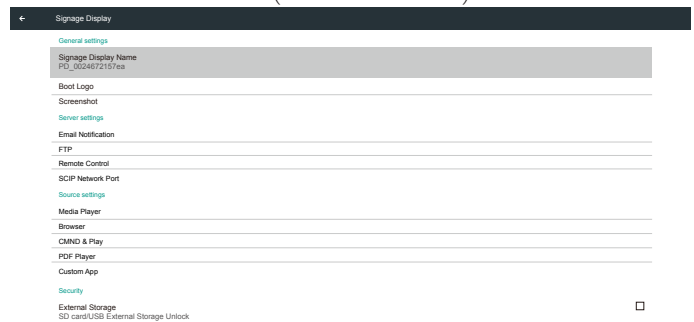 Signage Display
General settings
Signage Display Name
PD_0024672157ea
Boot Logo
Screenshot
Server settings
Email Notification
FTP
Remote Control
SCIP Network Port
Source settings
Media Player
Browser
CMND & Play
PDF Player
Custom App
Security
External Storage
SD card/USB External Storage Unlock